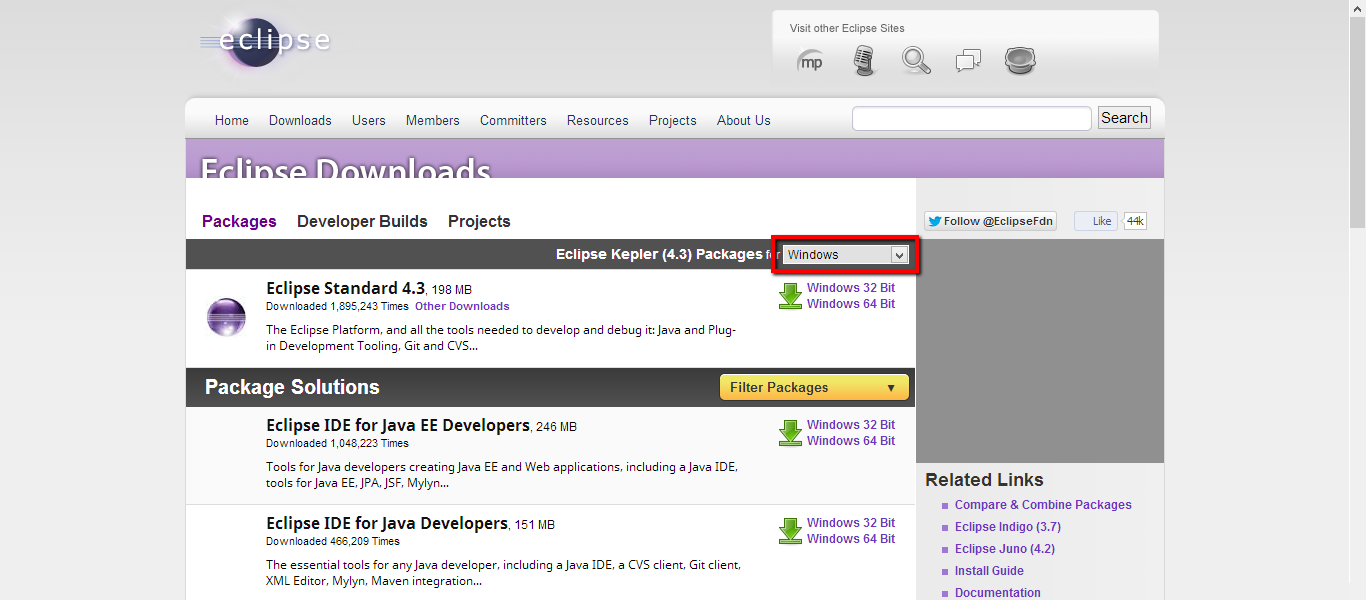 eclipse
Visit other Eclipse Sites
mp
Home Downloads Users Members Committers Resources Projects About Us Search
Eclipse Downloads
Packages Developer Builds Projects
Follow @EclipseFdn Like 44k
Eclipse Kepler (4.3) Packages for Windows
Eclipse Standard 4.3, 198 MB
Downloaded 1,895,243 Times Other Downloads
The Eclipse Platform, and all the tools needed to develop and debug it: Java and Plug-
in Development Tooling, Git and CVS...
Windows 32 Bit
Windows 64 Bit
Package Solutions
Filter Packages
Eclipse IDE for Java EE Developers, 246 MB
Downloaded 1,048,223 Times
Tools for Java developers creating Java EE and Web applications, including a Java IDE,
tools for Java EE, JPA, JSF, Mylyn...
Windows 32 Bit
Windows 64 Bit
Eclipse IDE for Java Developers, 151 MB
Downloaded 466,209 Times
The essential tools for any Java developer, including a Java IDE, a CVS client, Git client,
XML Editor, Mylyn, Maven integration...
Windows 32 Bit
Windows 64 Bit
Related Links
Compare & Combine Packages
Eclipse Indigo (3.7)
Eclipse Juno (4.2)
Install Guide
Documentation